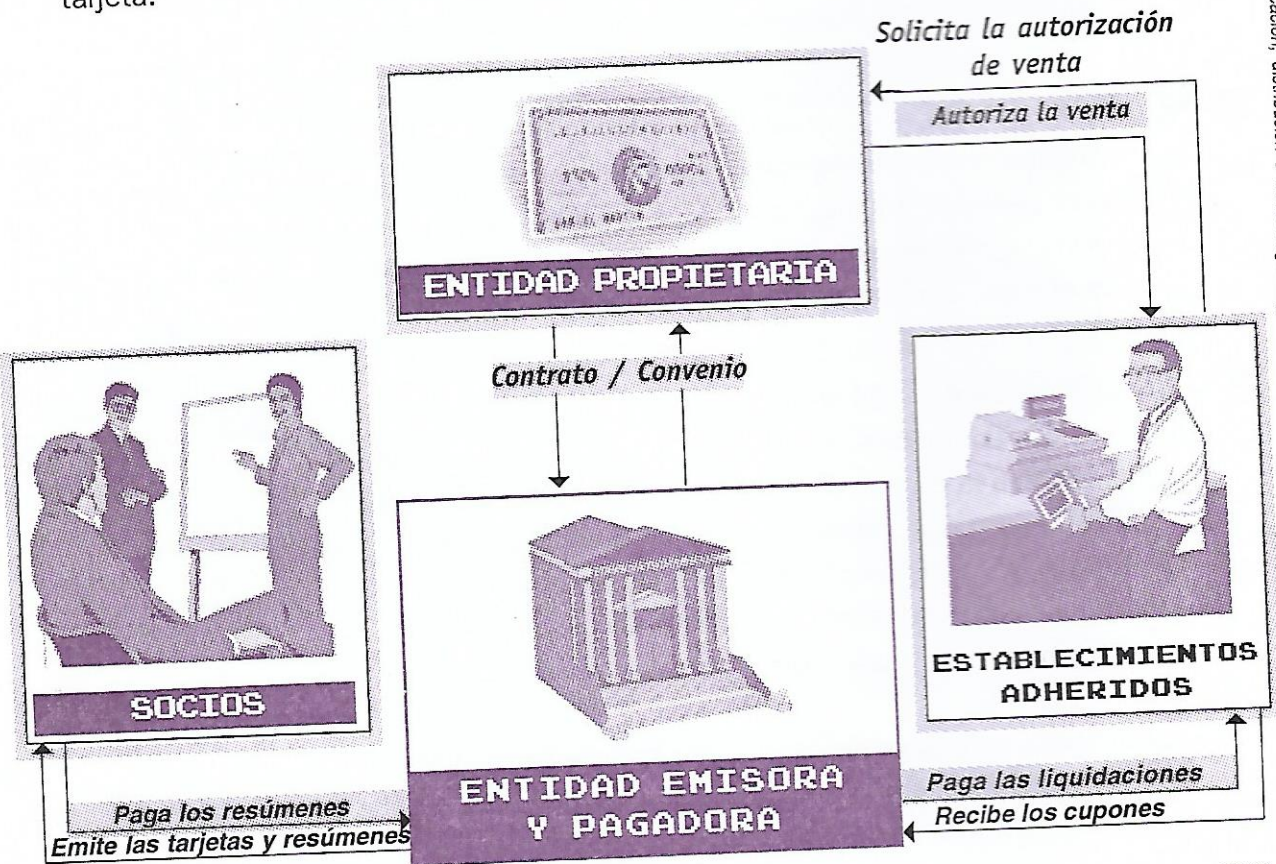 tarjeta.
Solicita la autorización
de venta
Autoriza la venta
ENTIDAD PROPIETARIA
Contrato / Convenio
SOCIOS
ESTABLECIMIENTOS
ADHERIDOS
ENTIDAD EMISORA
Y PAGADORA
Paga los resúmenes
Emite las tarjetas y resúmenes
Paga las liquidaciones
Recibe los cupones